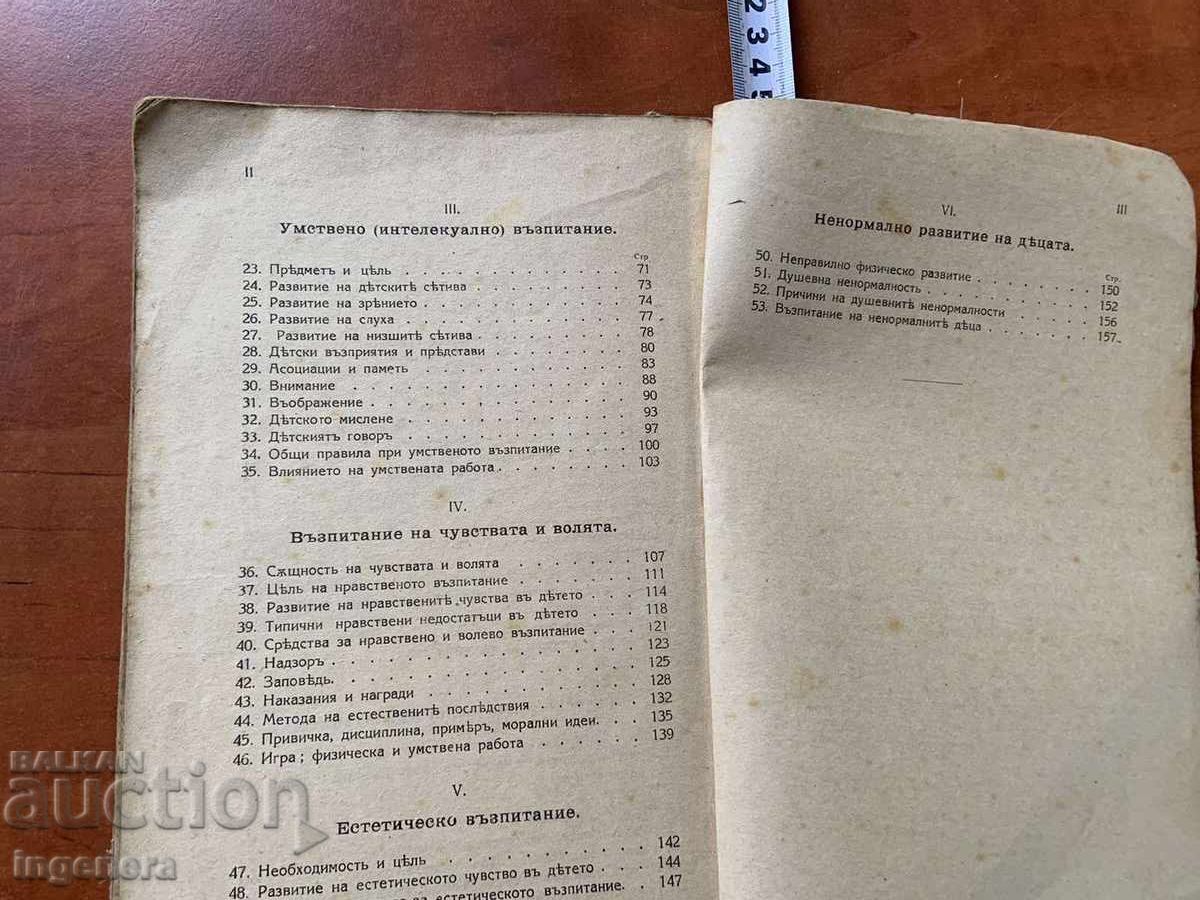 II
III.
Умствено (интелекуално) възпитание.
Стр
23. Прѣдметъ и цѣль . . . . . . . . . . . . . 71
24. Развитие на дѣтскитѣ сѣтива . . . . . . . . . 73
25. Развитие на зрѣнието . . . . . . . . . . . . 74
26. Развитие на слуха . . . . . . . . . . . . . 77
27. Развитие на низшитѣ сѣтива . . . . . . . . . 78
28. Дѣтски възприятия и прѣдстави . . . . . . . . 80
29. Асоциации и паметь . . . . . . . . . . . . 83
30. Внимание . . . . . . . . . . . . . . . 88
31. Въображение . . . . . . . . . . . . . . 90
32. Дѣтското мислене . . . . . . . . . . . . . 93
33. Дѣтскиятъ говоръ . . . . . . . . . . . . . 97
34. Общи правила при умственото възпитание . . . . 100
35. Влиянието на умствената работа . . . . . . . . 103
IV.
Възпитание на чувствата и волята.
36. Сѫщность на чувствата и волята . . . . . . . . 107
37. Цѣль на нравственото възпитание . . . . . . . 111
38. Развитие на нравственитѣ чувства въ дѣтето . . . 114
39. Типични нравствени недостатъци въ дѣтето . . . . 118
40. Срѣдства за нравствено и волево възпитание . . . 121
41. Надзоръ . . . . . . . . . . . . . . . 123
42. Заповѣдь. . . . . . . . . . . . . . . 125
43. Наказания и награди . . . . . . . . . . . . 128
44. Метода на естественитѣ послѣдствия . . . . . . 132
45. Привичка, дисциплина, примѣръ, морални идеи. . . 135
46. Игра; физическа и умствена работа . . . . . . 139
V.
Естетическо възпитание.
47. Необходимость и цѣль . . . . . . . . . . . 142
48. Развитие на естетическото чувство въ дѣтето . . . 144
за естетическото възпитание. . . 147
III
VI.
Ненормално развитие на дѣцата.
Стр.
50. Неправилно физическо развитие . . . . . . . . 150
51. Душевна ненормалность . . . . . . . . . . . 152
52. Причини на душевнитѣ ненормалности . . . . . . 156
53. Възпитание на ненормалнитѣ дѣца . . . . . . . 157
2 3 4 5
BALKAN
auction
ingenera